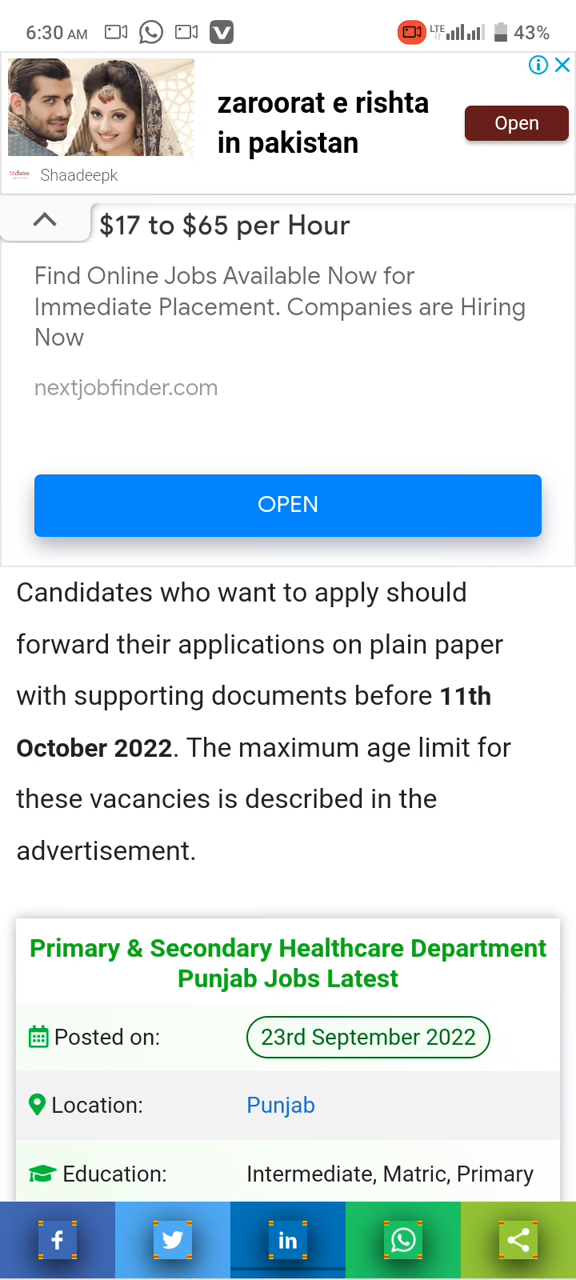 6:30 AM
LTE
43%
zaroorat e rishta
in pakistan
Open
Shaadeepk
$17 to $65 per Hour
Find Online Jobs Available Now for
Immediate Placement. Companies are Hiring
Now
nextjobfinder.com
OPEN
Candidates who want to apply should
forward their applications on plain paper
with supporting documents before 11th
October 2022. The maximum age limit for
these vacancies is described in the
advertisement.
Primary & Secondary Healthcare Department
Punjab Jobs Latest
Posted on: 23rd September 2022
Location: Punjab
Education: Intermediate, Matric, Primary
f in